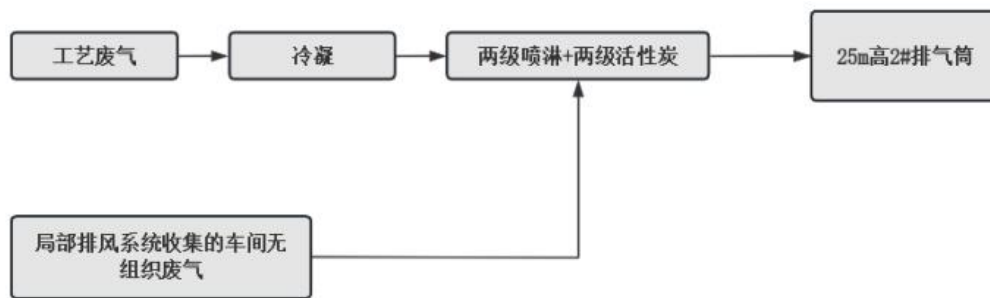 工艺废气
冷凝
两级喷淋+两级活性炭
25m高2#排气筒
局部排风系统收集的车间无
组织废气